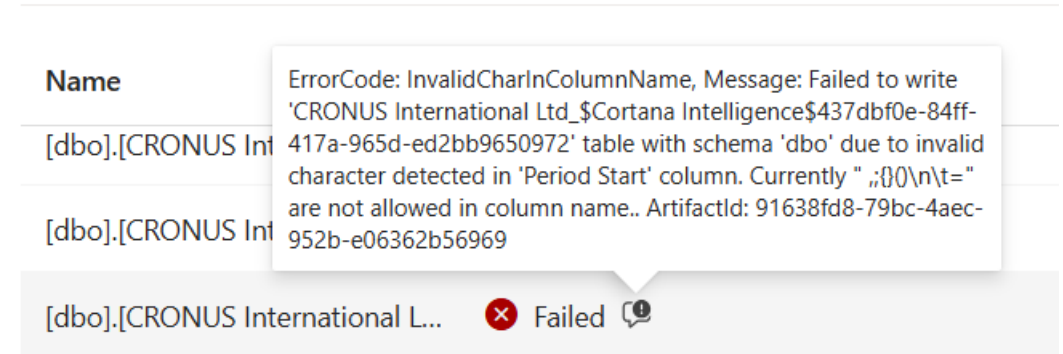 Name
ErrorCode: InvalidCharInColumnName, Message: Failed to write
'CRONUS International Ltd_$Cortana Intelligence$437dbf0e-84ff-
417a-965d-ed2bb9650972' table with schema 'dbo' due to invalid
character detected in 'Period Start' column. Currently " ,;{}()\n\t="
are not allowed in column name.. ArtifactId: 91638fd8-79bc-4aec-
952b-e06362b56969
[dbo].[CRONUS Int
[dbo].[CRONUS Int
[dbo].[CRONUS International L... Failed